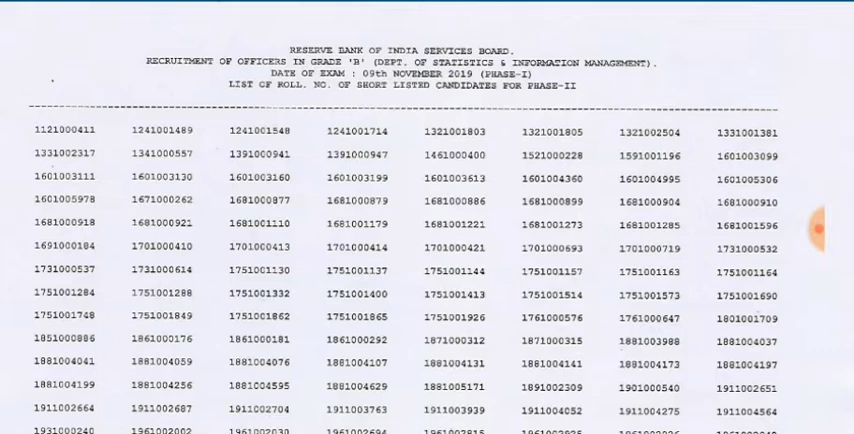 RESERVE BANK OF INDIA SERVICES BOARD.
RECRUITMENT OF OFFICERS IN GRADE 'B' (DEPT. OF STATISTICS & INFORMATION MANAGEMENT).
DATE OF EXAM : 09th NOVEMBER 2019 (PHASE-I)
LIST OF ROLL. NO. OF SHORT LISTED CANDIDATES FOR PHASE-II
1121000411 1241001489 1241001548 1241001714 1321001803 1321001805 1321002504 1331001381
1331002317 1341000557 1391000941 1391000947 1461000400 1521000228 1591001196 1601003099
1601003111 1601003130 1601003160 1601003199 1601003613 1601004360 1601004995 1601005306
1601005978 1671000262 1681000877 1681000879 1681000886 1681000899 1681000904 1681000910
1681000918 1681000921 1681001110 1681001179 1681001221 1681001273 1681001285 1681001596
1691000184 1701000410 1701000413 1701000414 1701000421 1701000693 1701000719 1731000532
1731000537 1731000614 1751001130 1751001137 1751001144 1751001157 1751001163 1751001164
1751001284 1751001288 1751001332 1751001400 1751001413 1751001514 1751001573 1751001690
1751001748 1751001849 1751001862 1751001865 1751001926 1761000576 1761000647 1801001709
1851000886 1861000176 1861000181 1861000292 1871000312 1871000315 1881003988 1881004037
1881004041 1881004059 1881004076 1881004107 1881004131 1881004141 1881004173 1881004197
1881004199 1881004256 1881004595 1881004629 1881005171 1891002309 1901000540 1911002651
1911002664 1911002687 1911002704 1911003763 1911003939 1911004052 1911004275 1911004564
1931000240 1961002002 1961002030 1961002694 1961002815